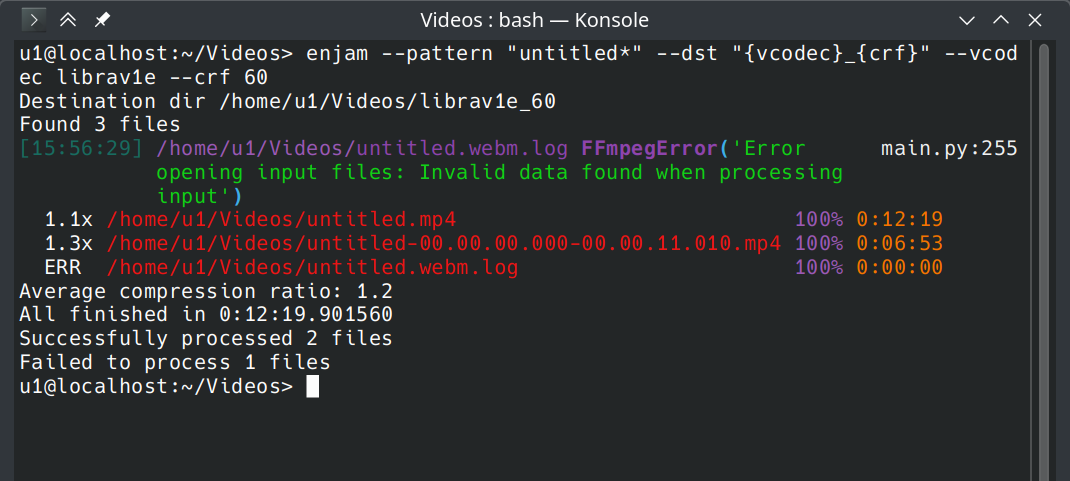 Videos : bash — Konsole
u1@localhost:~/Videos> enjam --pattern "untitled*" --dst "{vcodec}_{crf}" --vcod
ec librav1e --crf 60
Destination dir /home/u1/Videos/librav1e_60
Found 3 files
[15:56:29] /home/u1/Videos/untitled.webm.log FFmpegError('Error main.py:255
opening input files: Invalid data found when processing
input')
1.1x /home/u1/Videos/untitled.mp4 100% 0:12:19
1.3x /home/u1/Videos/untitled-00.00.00.000-00.00.11.010.mp4 100% 0:06:53
ERR /home/u1/Videos/untitled.webm.log 100% 0:00:00
Average compression ratio: 1.2
All finished in 0:12:19.901560
Successfully processed 2 files
Failed to process 1 files
u1@localhost:~/Videos>